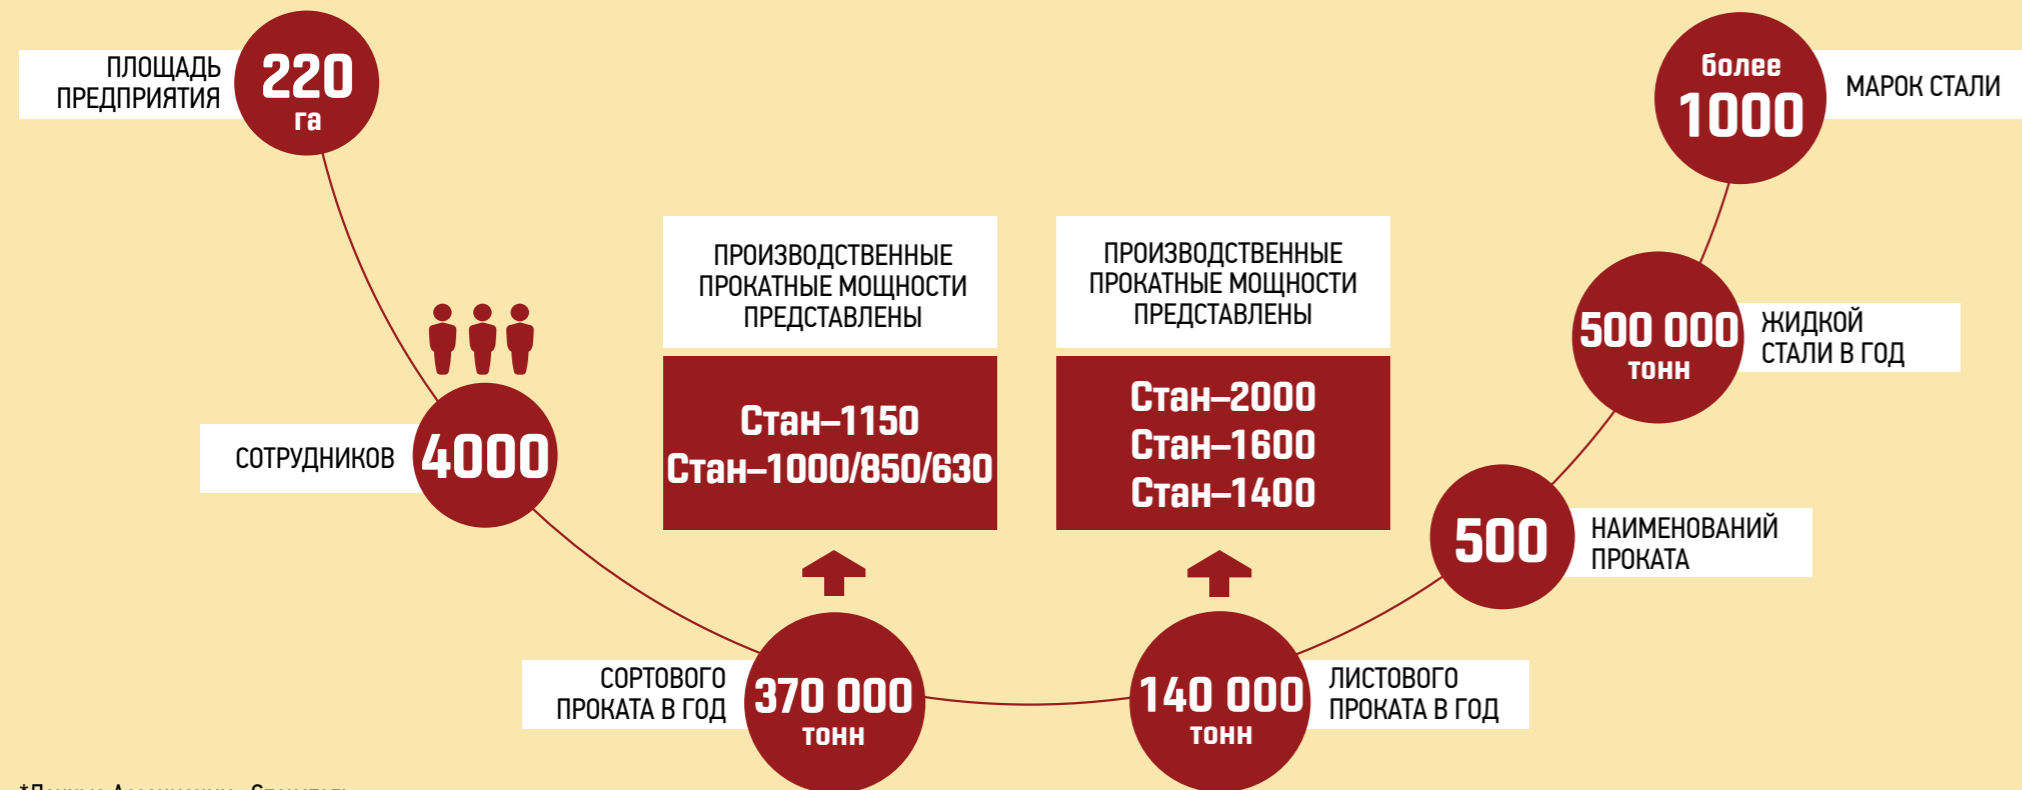 ПЛОЩАДЬ
ПРЕДПРИЯТИЯ
220
га
СОТРУДНИКОВ
4000
ПРОИЗВОДСТВЕННЫЕ
ПРОКАТНЫЕ МОЩНОСТИ
ПРЕДСТАВЛЕНЫ
Стан–1150
Стан–1000/850/630
СОРТОВОГО
ПРОКАТА В ГОД
370 000
тонн
ПРОИЗВОДСТВЕННЫЕ
ПРОКАТНЫЕ МОЩНОСТИ
ПРЕДСТАВЛЕНЫ
Стан–2000
Стан–1600
Стан–1400
140 000
тонн
ЛИСТОВОГО
ПРОКАТА В ГОД
500
НАИМЕНОВАНИЙ
ПРОКАТА
500 000
тонн
ЖИДКОЙ
СТАЛИ В ГОД
более
1000
МАРОК СТАЛИ